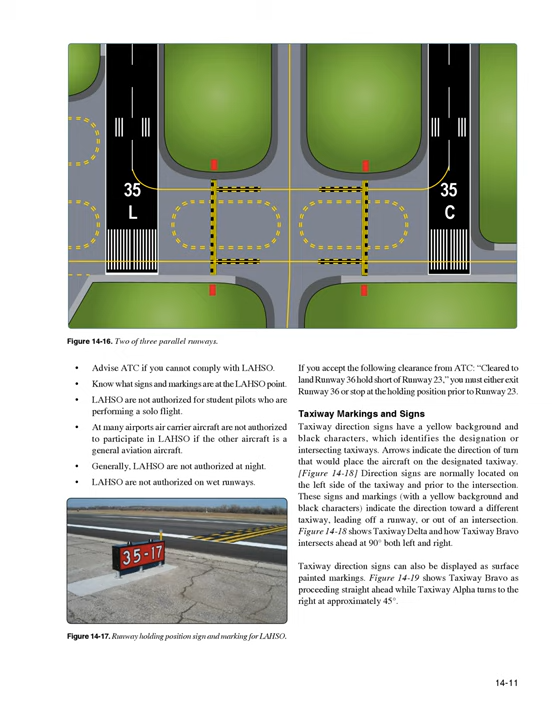 35
L
35
C
Figure 14-16. Two of three parallel runways.
• Advise ATC if you cannot comply with LAHSO.
• Know what signs and markings are at the LAHSO point.
• LAHSO are not authorized for student pilots who are
performing a solo flight.
• At many airports air carrier aircraft are not authorized
to participate in LAHSO if the other aircraft is a
general aviation aircraft.
• Generally, LAHSO are not authorized at night.
• LAHSO are not authorized on wet runways.
35-17
Figure 14-17. Runway holding position sign and marking for LAHSO.
If you accept the following clearance from ATC: “Cleared to
land Runway 36 hold short of Runway 23,” you must either exit
Runway 36 or stop at the holding position prior to Runway 23.
Taxiway Markings and Signs
Taxiway direction signs have a yellow background and
black characters, which identifies the designation or
intersecting taxiways. Arrows indicate the direction of turn
that would place the aircraft on the designated taxiway.
[Figure 14-18] Direction signs are normally located on
the left side of the taxiway and prior to the intersection.
These signs and markings (with a yellow background and
black characters) indicate the direction toward a different
taxiway, leading off a runway, or out of an intersection.
Figure 14-18 shows Taxiway Delta and how Taxiway Bravo
intersects ahead at 90° both left and right.
Taxiway direction signs can also be displayed as surface
painted markings. Figure 14-19 shows Taxiway Bravo as
proceeding straight ahead while Taxiway Alpha turns to the
right at approximately 45°.
14-11